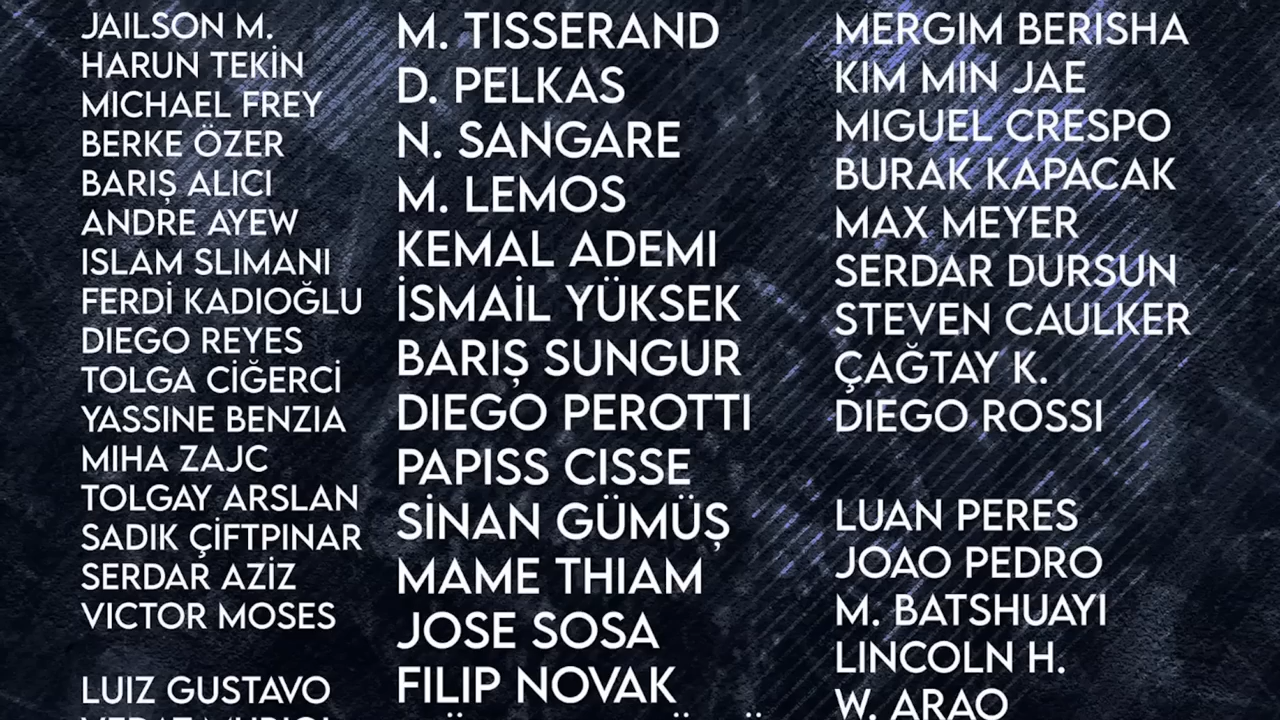 JAILSON M.
HARUN TEKİN
MICHAEL FREY
BERKE ÖZER
BARIŞ ALICI
ANDRE AYEW
ISLAM SLIMANI
FERDİ KADIOĞLU
DIEGO REYES
TOLGA CİĞERCİ
YASSINE BENZIA
MIHA ZAJC
TOLGAY ARSLAN
SADIK ÇİFTPINAR
SERDAR AZİZ
VICTOR MOSES
LUIZ GUSTAVO
M. TISSERAND
D. PELKAS
N. SANGARE
M. LEMOS
KEMAL ADEMI
İSMAİL YÜKSEK
BARIŞ SUNGUR
DIEGO PEROTTI
PAPISS CISSE
SİNAN GÜMÜŞ
MAME THIAM
JOSE SOSA
FILIP NOVAK
MERGIM BERISHA
KIM MIN JAE
MIGUEL CRESPO
BURAK KAPACAK
MAX MEYER
SERDAR DURSUN
STEVEN CAULKER
ÇAĞTAY K.
DIEGO ROSSI
LUAN PERES
JOAO PEDRO
M. BATSHUAYI
LINCOLN H.
W. ARAO